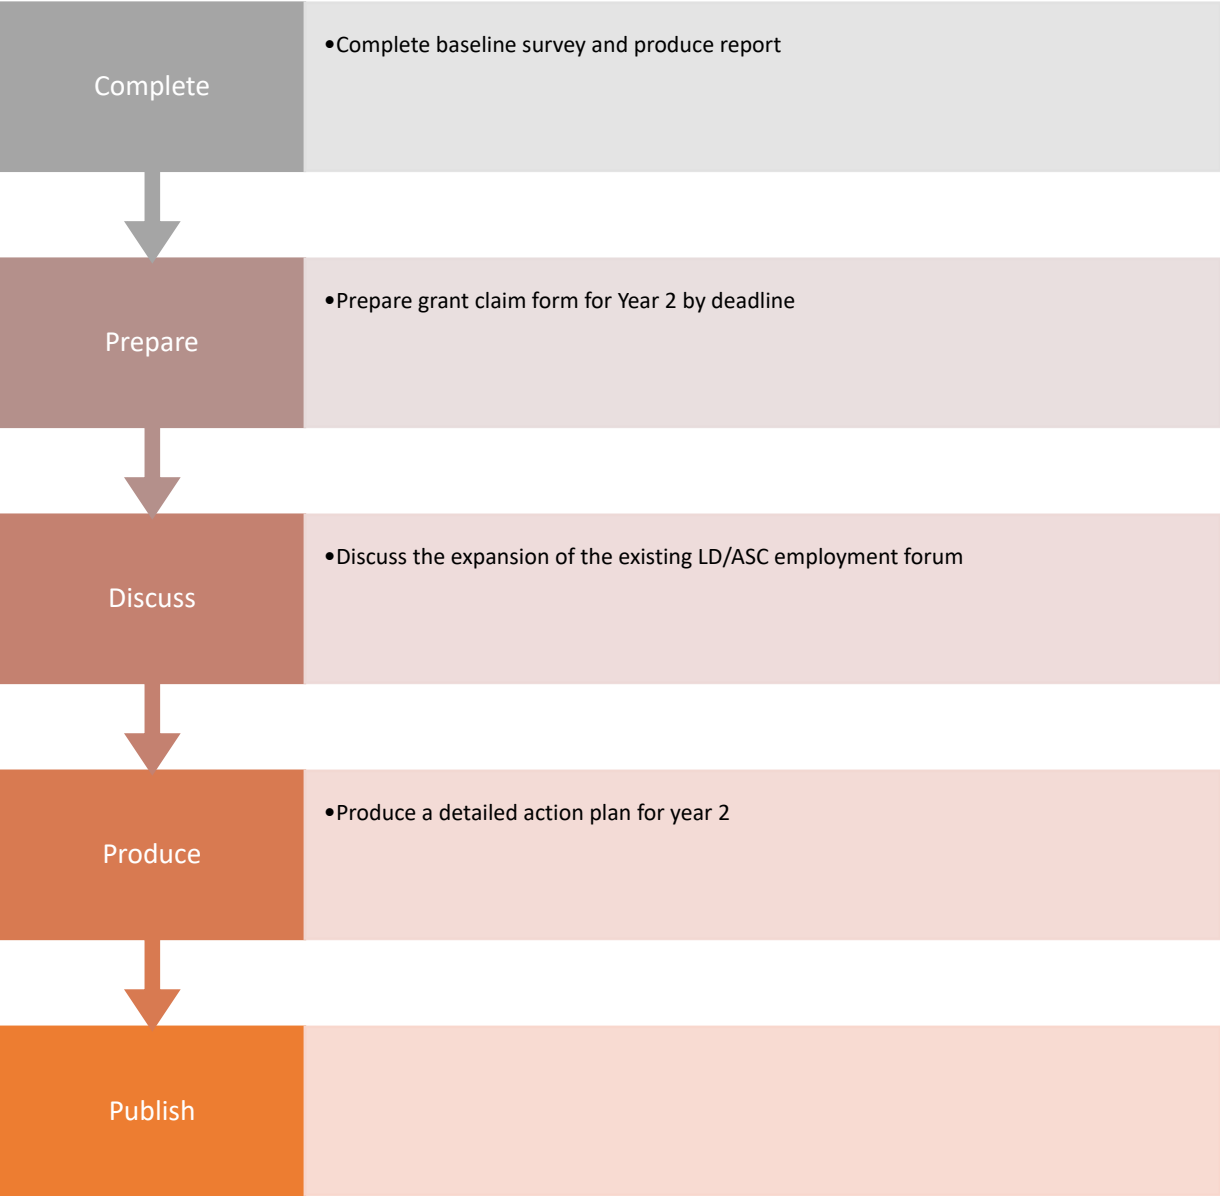 Complete
•Complete baseline survey and produce report
Prepare
•Prepare grant claim form for Year 2 by deadline
Discuss
•Discuss the expansion of the existing LD/ASC employment forum
Produce
•Produce a detailed action plan for year 2
Publish